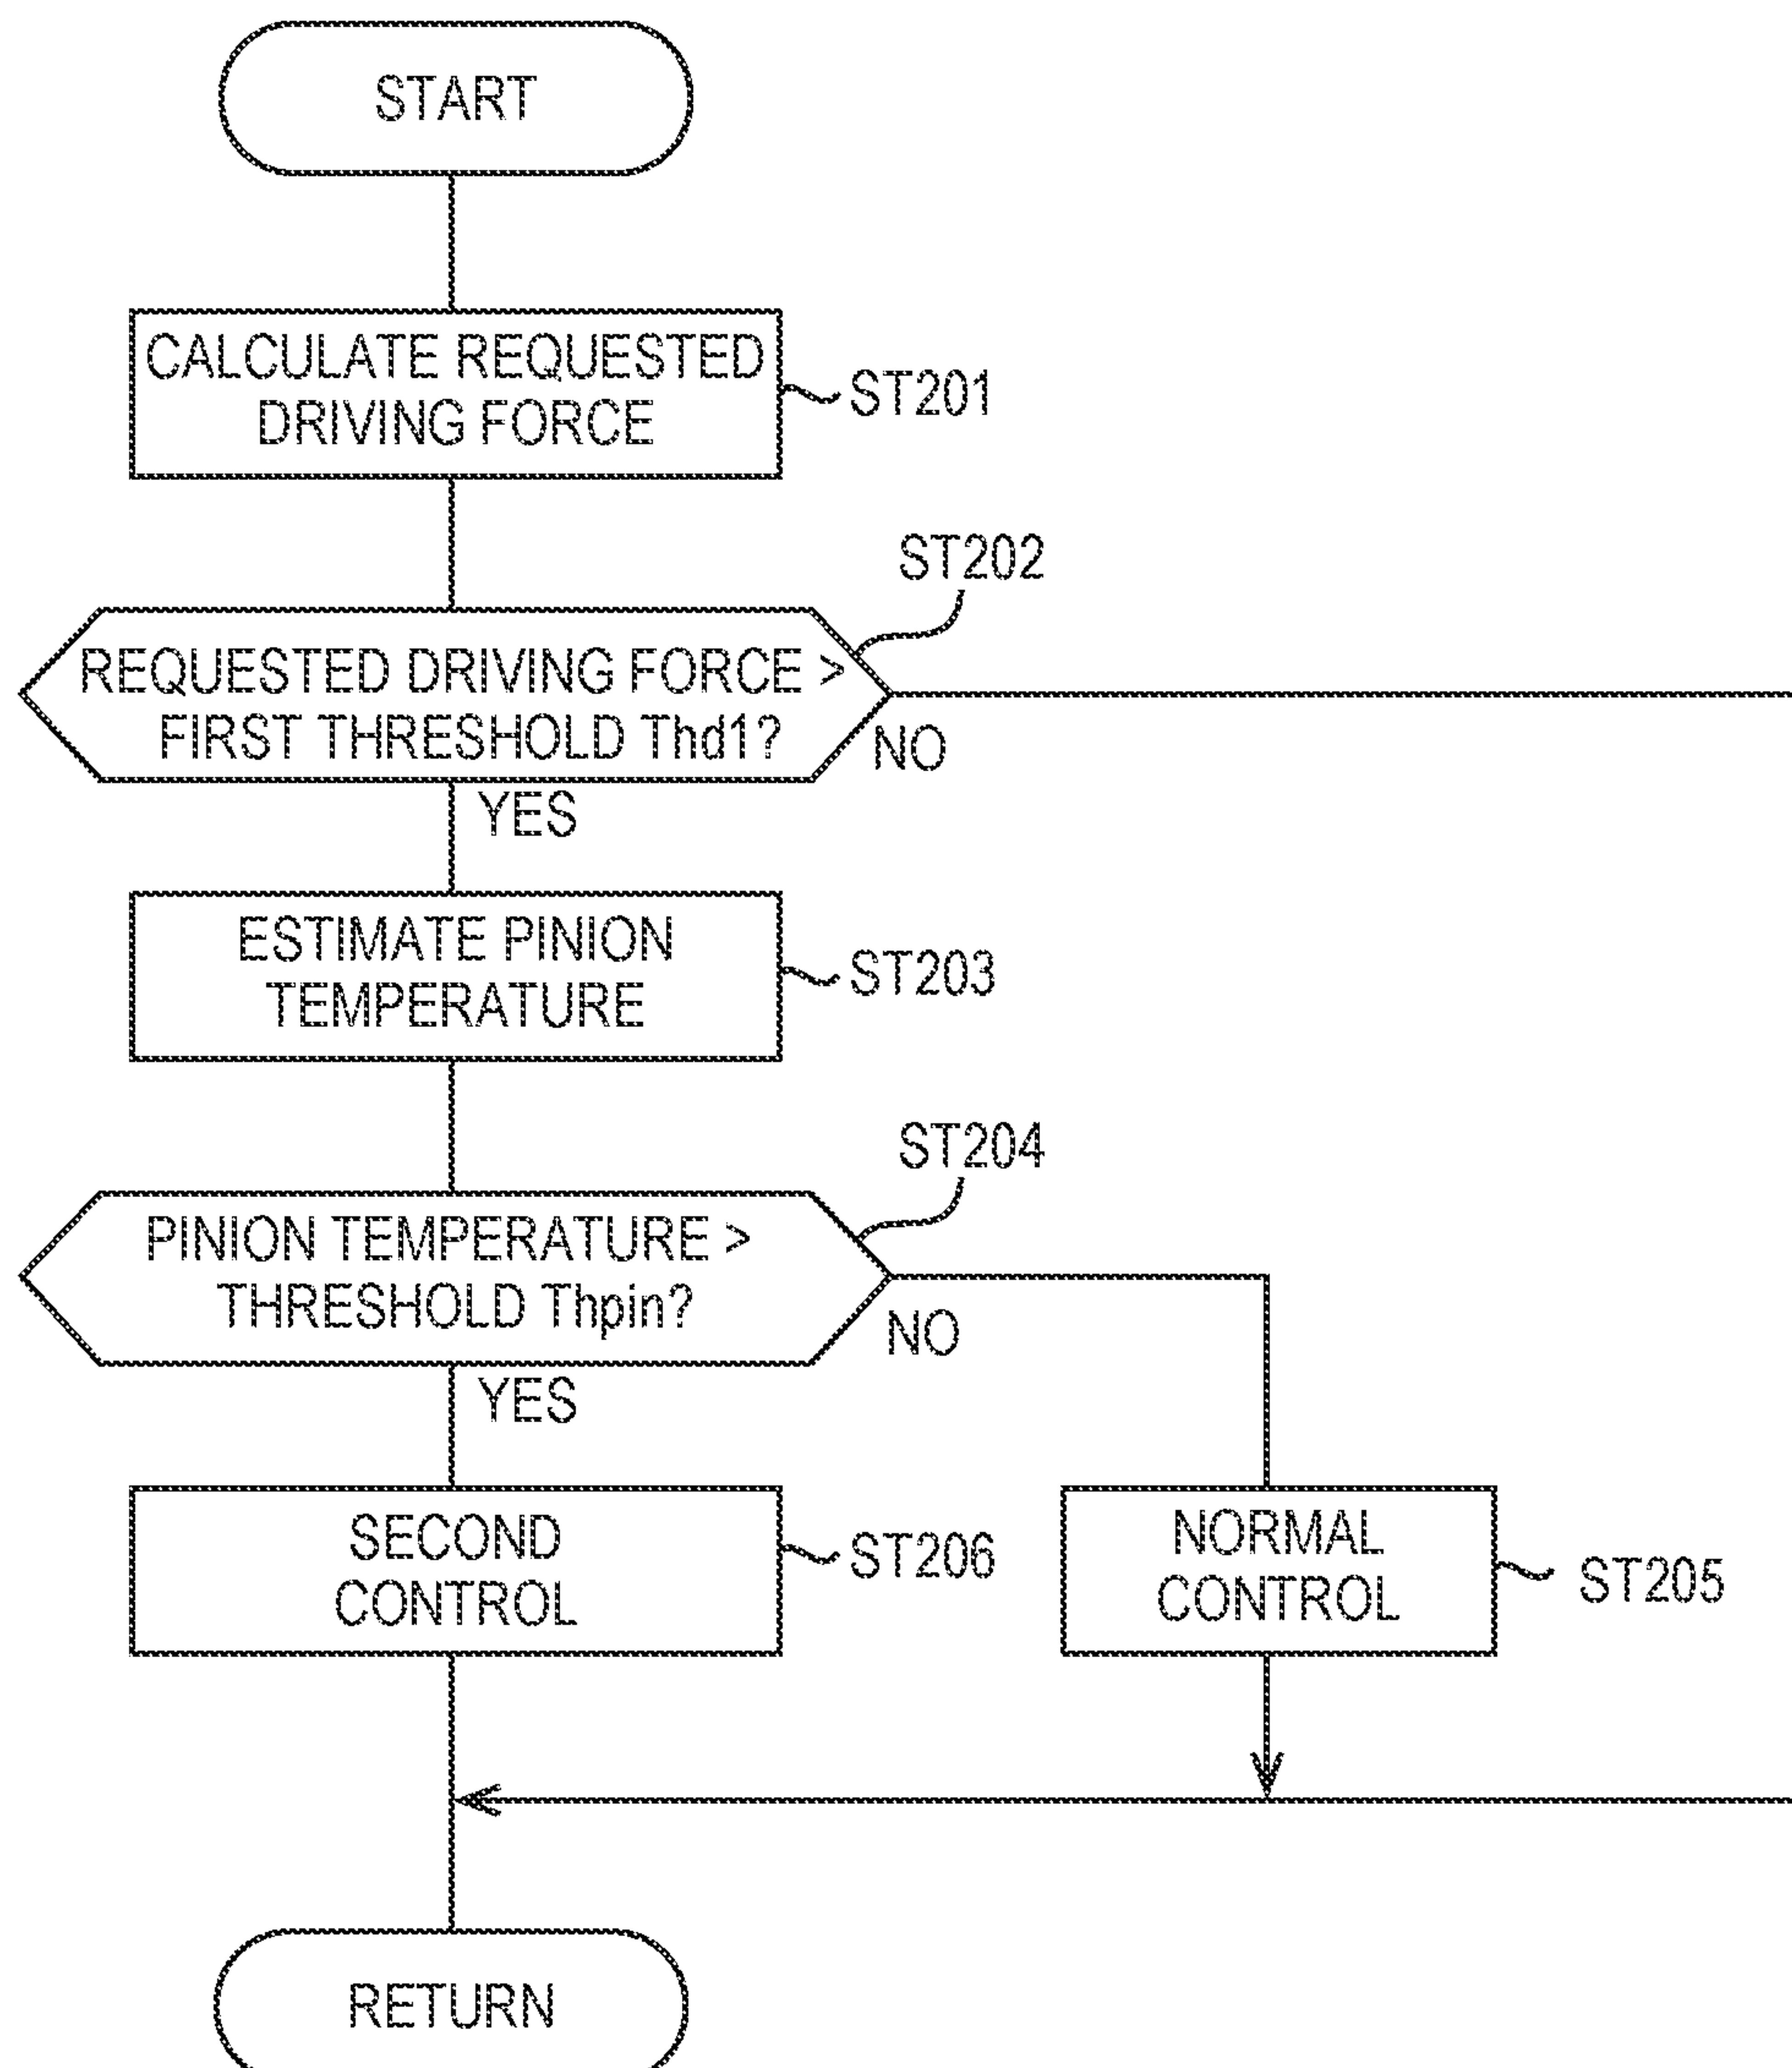 START
CALCULATE REQUESTED
DRIVING FORCE
ST201
ST202
REQUESTED DRIVING FORCE >
FIRST THRESHOLD Thd1?
NO
YES
ESTIMATE PINION
TEMPERATURE
ST203
ST204
PINION TEMPERATURE >
THRESHOLD Thpin?
NO
YES
SECOND
CONTROL
ST206
NORMAL
CONTROL
ST205
RETURN